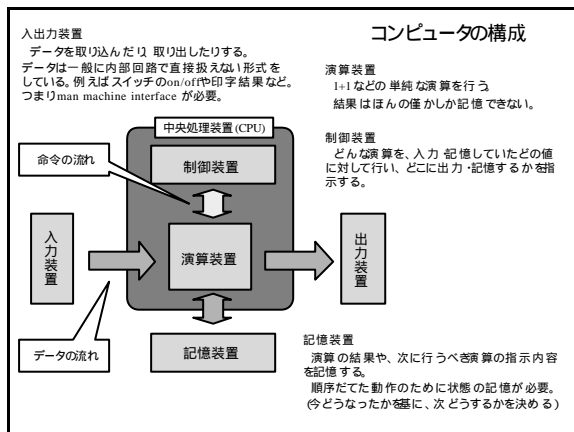 コンピュータの構成
入出力装置
データを取り込んだり、取り出したりする。
データは一般に内部回路で直接扱えない形式を
している。例えばスイッチのon/offや印字結果など。
つまりman machine interface が必要。
演算装置
1+1などの単純な演算を行う。
結果はほんの僅かしか記憶できない。
制御装置
どんな演算を、入力・記憶していたどの値
に対して行い、どこに出力・記憶するかを指
示する。
中央処理装置(CPU)
命令の流れ
制御装置
入力装置
演算装置
出力装置
データの流れ
記憶装置
記憶装置
演算の結果や、次に行うべき演算の指示内容
を記憶する。
順序だてた動作のために状態の記憶が必要。
(今どうなったかを基に、次どうするかを決める)